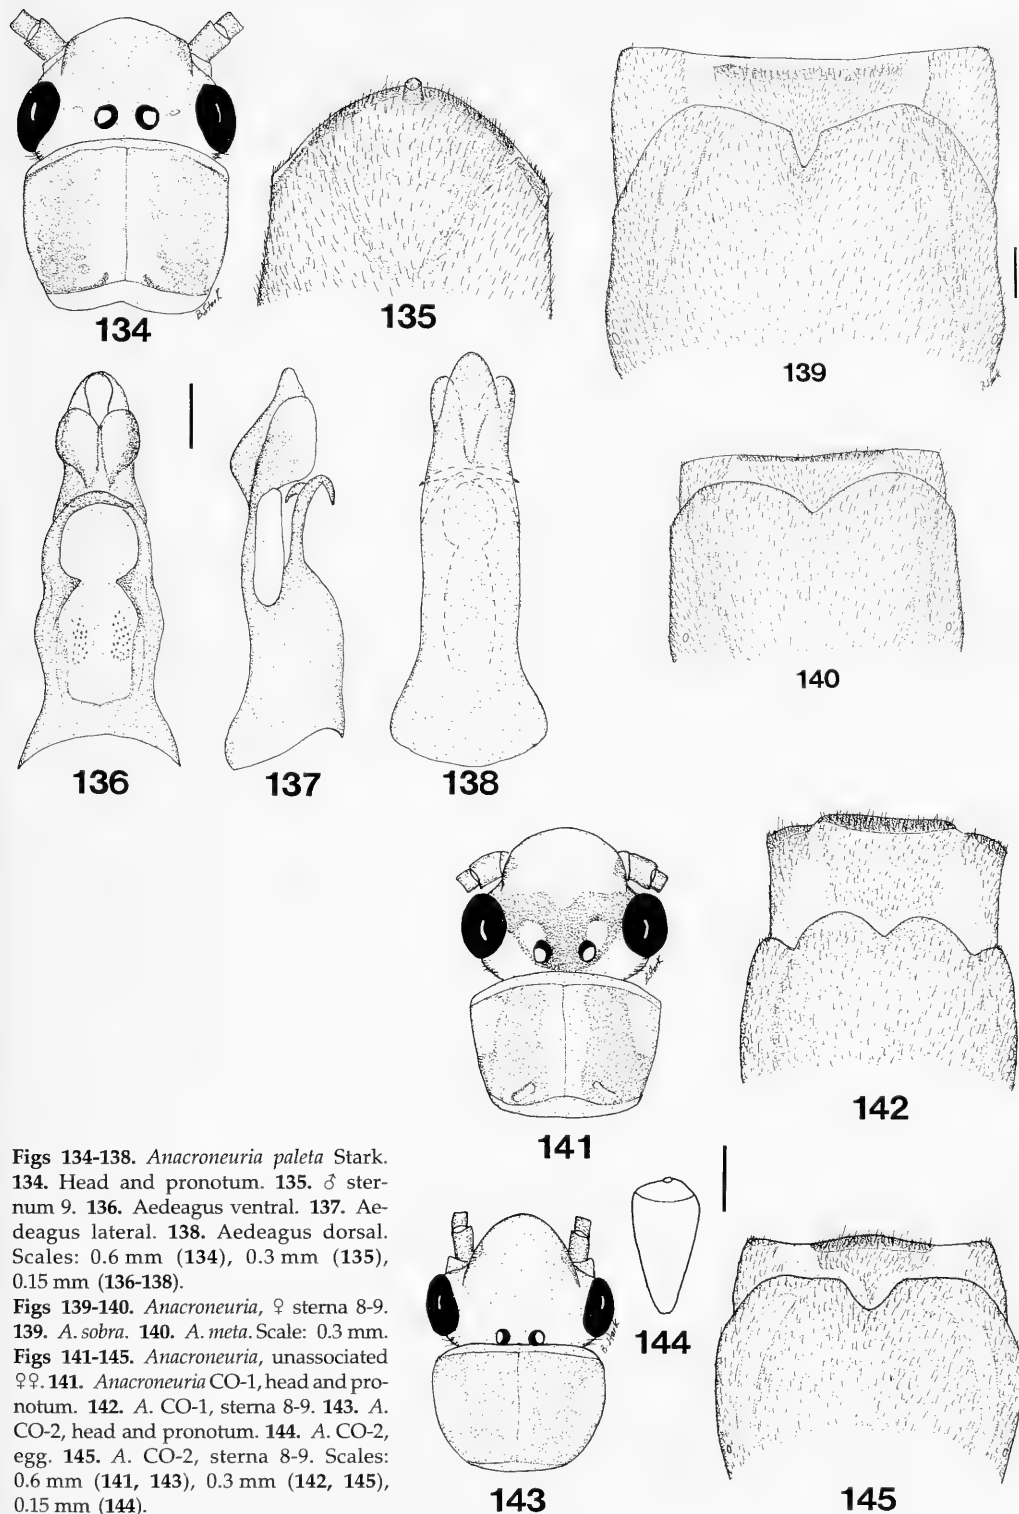 134
135
139
140
136
137
138
141
142
Figs 134-138. Anacroneuria paleta Stark.
134. Head and pronotum. 135. ♂ ster-
num 9. 136. Aedeagus ventral. 137. Ae-
deagus lateral. 138. Aedeagus dorsal.
Scales: 0.6 mm (134), 0.3 mm (135),
0.15 mm (136-138).
Figs 139-140. Anacroneuria, ♀ sterna 8-9.
139. A. sobra. 140. A. meta. Scale: 0.3 mm.
Figs 141-145. Anacroneuria, unassociated
♀♀. 141. Anacroneuria CO-1, head and pro-
notum. 142. A. CO-1, sterna 8-9. 143. A.
CO-2, head and pronotum. 144. A. CO-2,
egg. 145. A. CO-2, sterna 8-9. Scales:
0.6 mm (141, 143), 0.3 mm (142, 145),
0.15 mm (144).
144
143
145